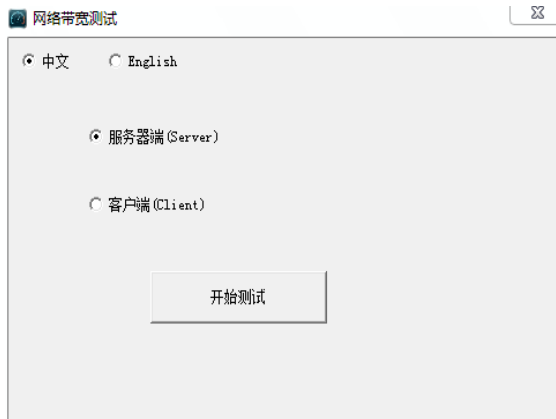 网络带宽测试
中文 English
服务器端(Server)
客户端(Client)
开始测试